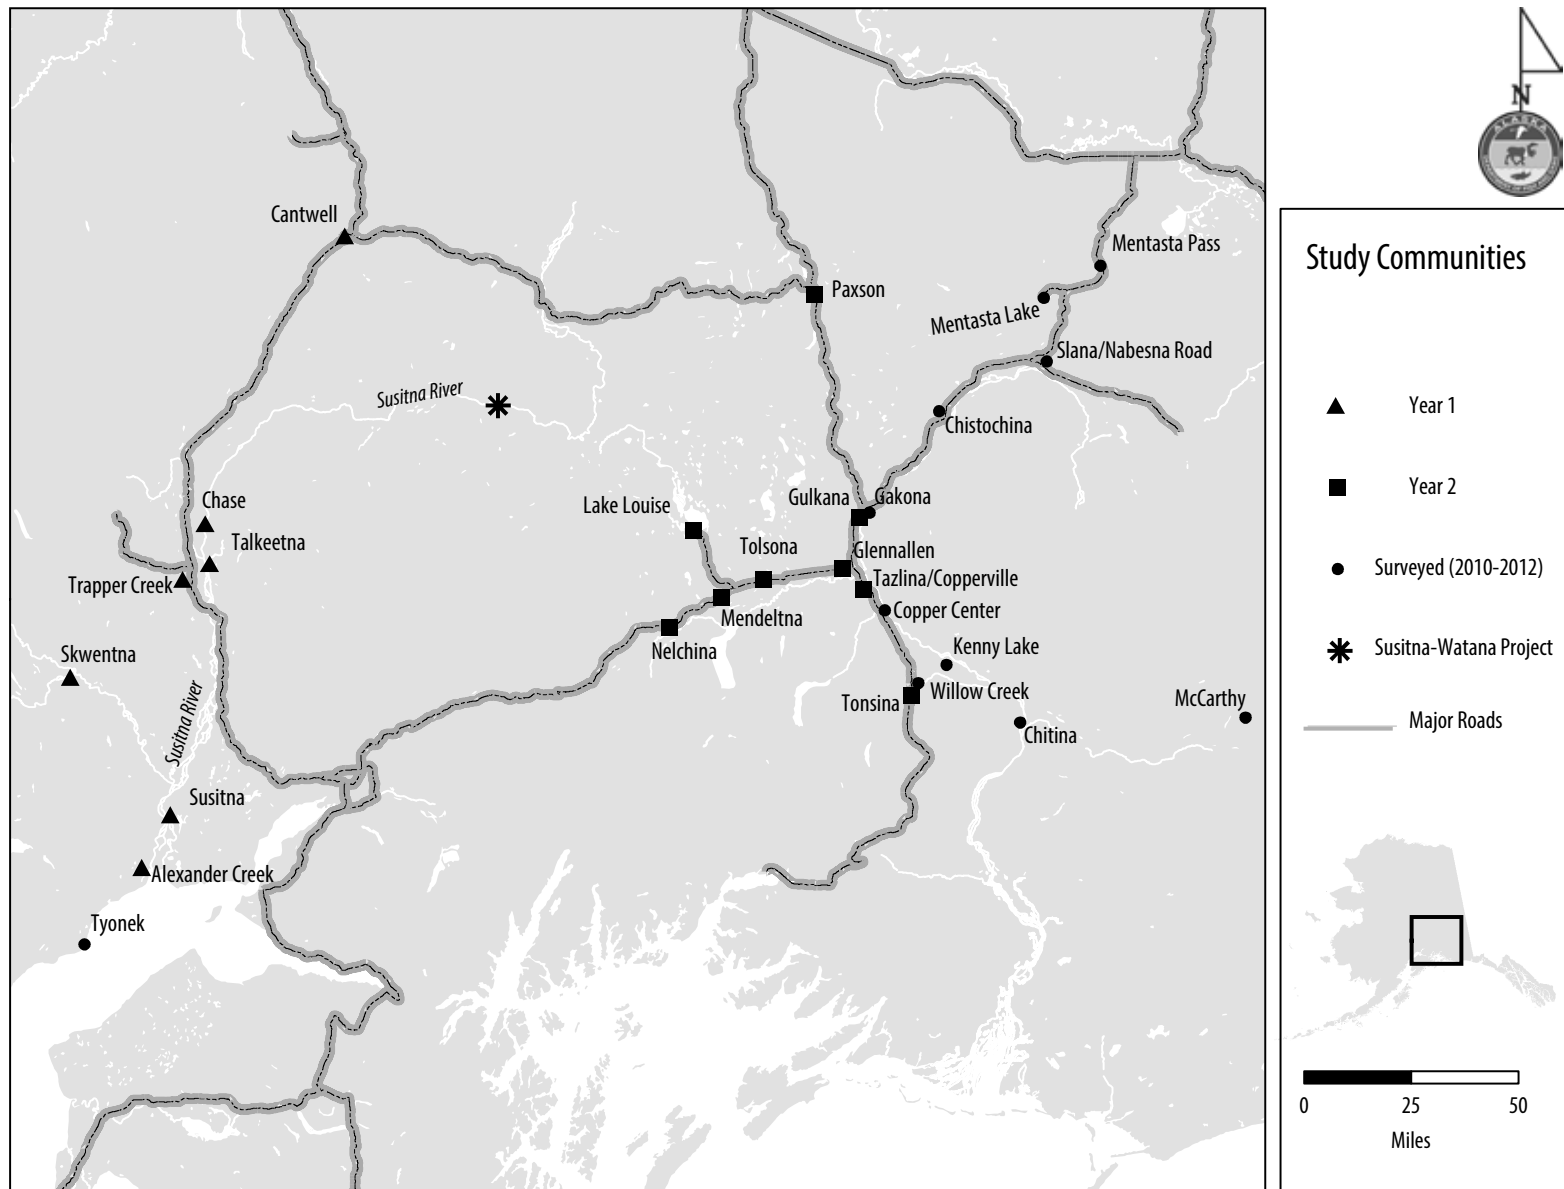 Cantwell
Mentasta Pass
Paxson
Mentasta Lake
Slana/Nabesna Road
Susitna River
Chistochina
Chase
Lake Louise
Gulkana
Gakona
Talkeetna
Tolsona
Glennallen
Trapper Creek
Tazlina/Copperville
Mendeltna
Copper Center
Nelchina
Kenny Lake
Skwentna
Willow Creek
Tonsina
McCarthy
Susitna River
Chitina
Susitna
Alexander Creek
Tyonek
N
ALASKA
Study Communities
Year 1
Year 2
Surveyed (2010-2012)
Susitna-Watana Project
Major Roads
0 25 50
Miles